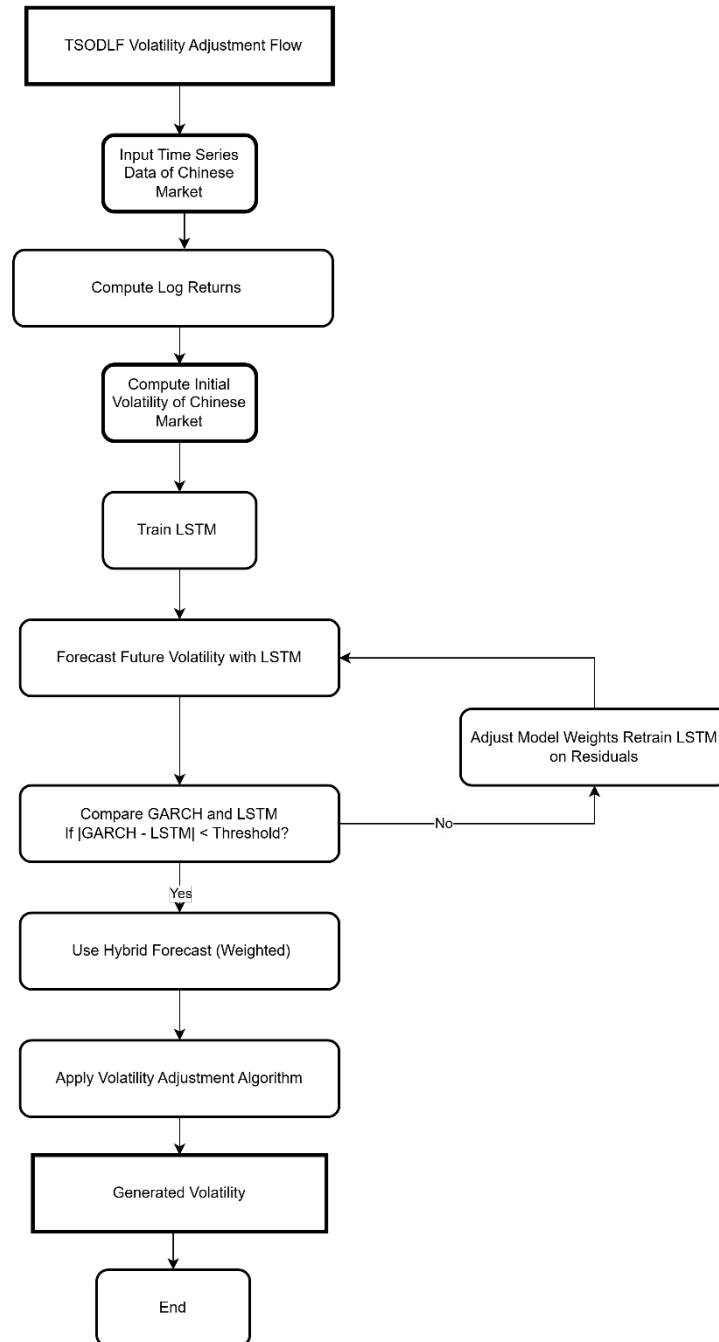 TSODLF Volatility Adjustment Flow
Input Time Series
Data of Chinese
Market
Compute Log Returns
Compute Initial
Volatility of Chinese
Market
Train LSTM
Forecast Future Volatility with LSTM
Adjust Model Weights Retrain LSTM
on Residuals
Compare GARCH and LSTM
If |GARCH - LSTM| < Threshold?
No
Yes
Use Hybrid Forecast (Weighted)
Apply Volatility Adjustment Algorithm
Generated Volatility
End